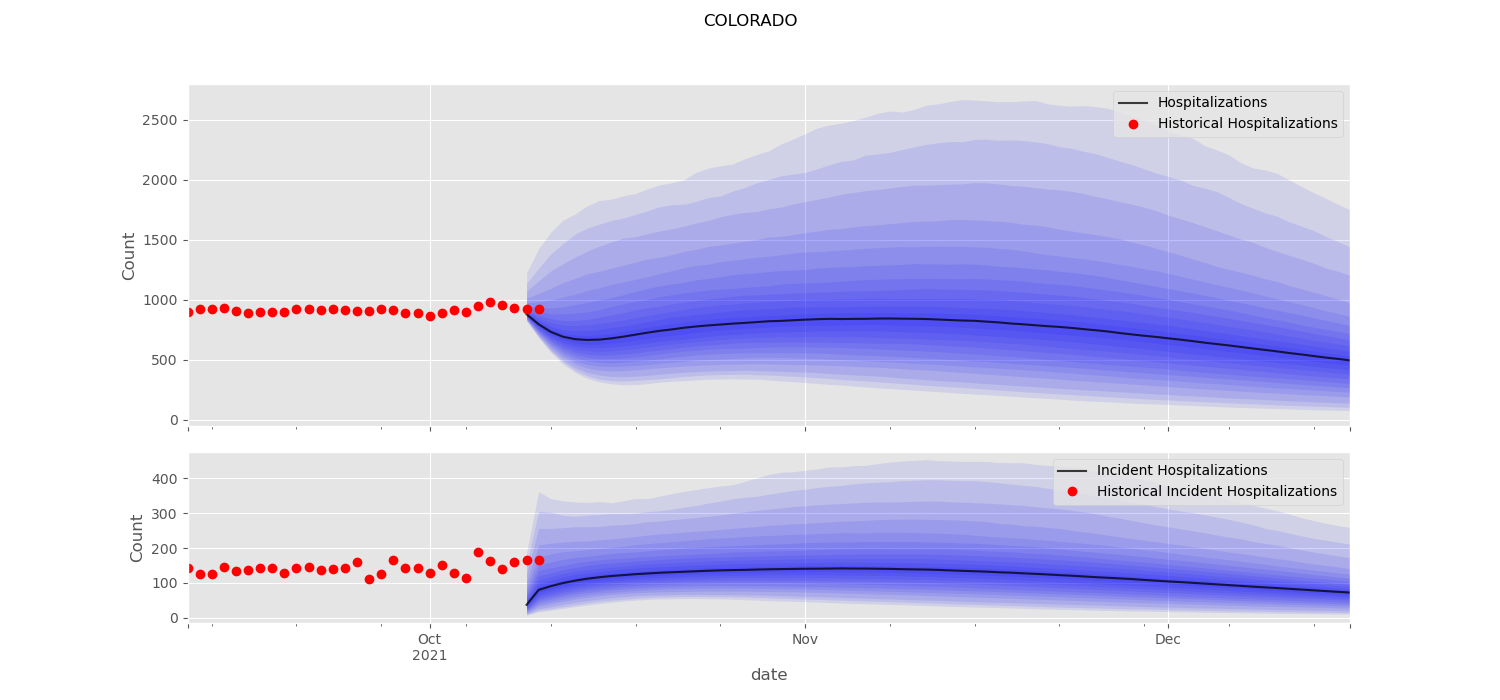 COLORADO
Hospitalizations
Historical Hospitalizations
2500
2000
1500
1000
500
0
Count
Incident Hospitalizations
Historical Incident Hospitalizations
400
300
200
100
0
Count
Oct
2021
Nov
Dec
date